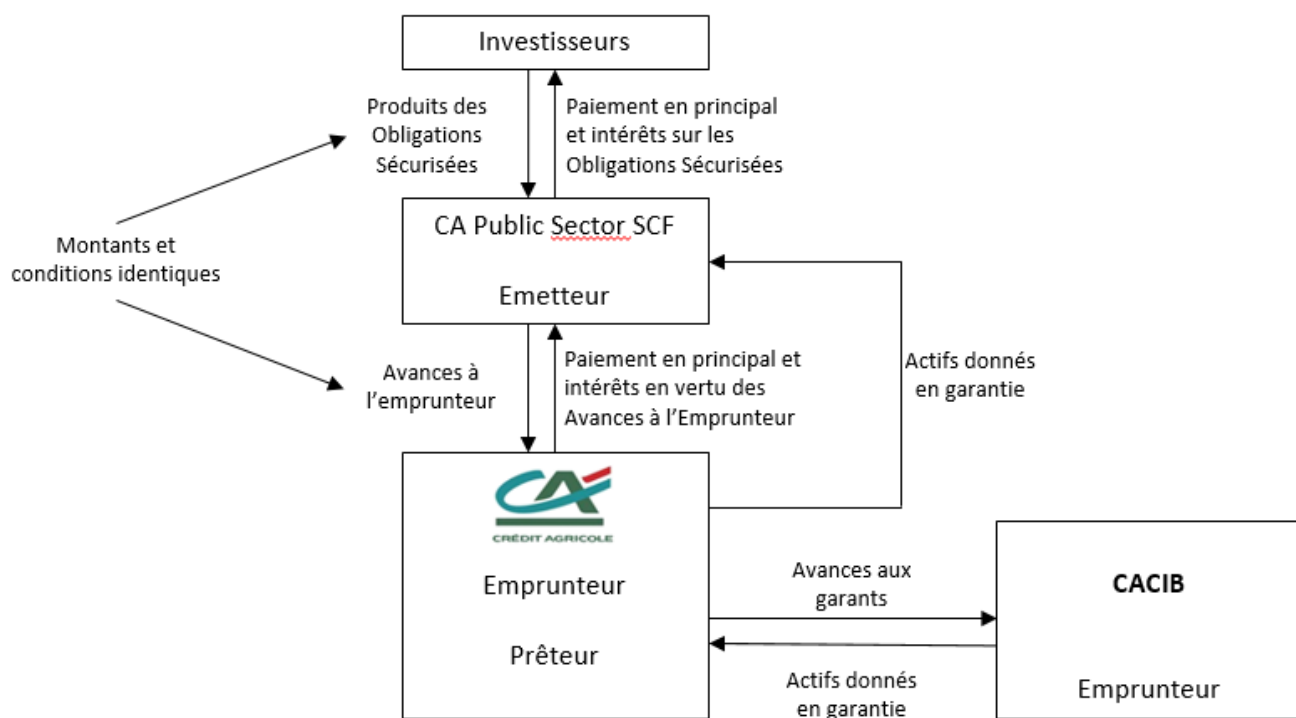 Investisseurs
Produits des
Obligations
Sécurisées
Paiement en principal
et intérêts sur les
Obligations Sécurisées
CA Public Sector SCF
Emetteur
Montants et
conditions identiques
Avances à
l'emprunteur
Paiement en principal et
intérêts en vertu des
Avances à l'Emprunteur
Actifs donnés
en garantie
CA
CRÉDIT AGRICOLE
Emprunteur
Prêteur
Avances aux
garants
Actifs donnés
en garantie
CACIB
Emprunteur